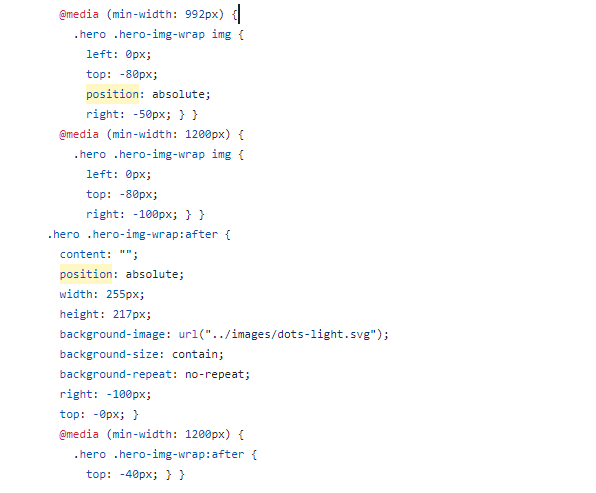 @media (min-width: 992px) {
.hero .hero-img-wrap img {
left: 0px;
top: -80px;
position: absolute;
right: -50px; } }
@media (min-width: 1200px) {
.hero .hero-img-wrap img {
left: 0px;
top: -80px;
right: -100px; } }
.hero .hero-img-wrap:after {
content: "";
position: absolute;
width: 255px;
height: 217px;
background-image: url("../images/dots-light.svg");
background-size: contain;
background-repeat: no-repeat;
right: -100px;
top: -0px; }
@media (min-width: 1200px) {
.hero .hero-img-wrap:after {
top: -40px; } }